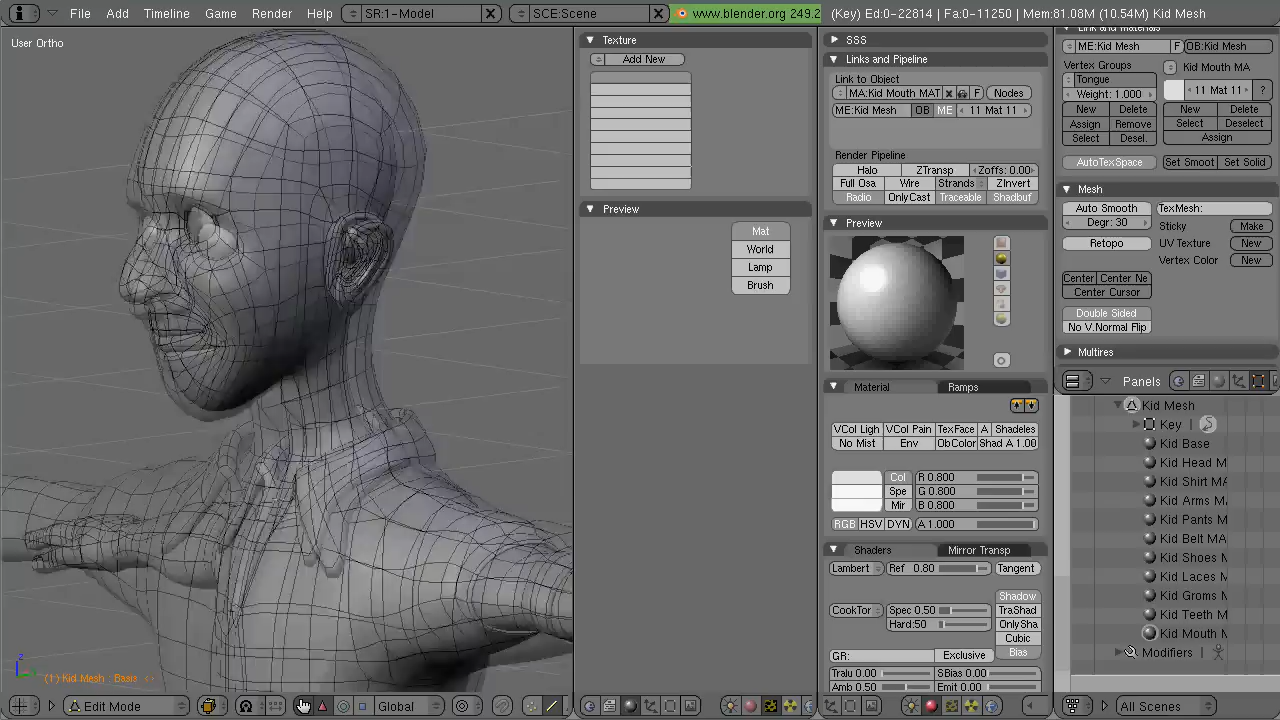 File Add Timeline Game Render Help SR:1-Model SCE:Scene www.blender.org 249.2 (Key) Ed:0-22814 | Fa:0-11250 | Mem:81.08M (10.54M) Kid Mesh
User Ortho
(1) Kid Mesh : Basis
Edit Mode Global
Texture
Add New
Preview
Mat
World
Lamp
Brush
SSS
Links and Pipeline
Link to Object
MA:Kid Mouth MAT F Nodes
ME:Kid Mesh OB ME 11 Mat 11
Render Pipeline
Halo ZTransp Zoffs: 0.00
Full Osa Wire Strands ZInvert
Radio OnlyCast Traceable Shadbuf
Preview
Material Ramps
VCol Ligh VCol Pain TexFace A Shadeles
No Mist Env ObColor Shad A 1.00
Col R 0.800
Spe G 0.800
Mir B 0.800
RGB HSV DYN A 1.000
Shaders Mirror Transp
Lambert Ref 0.80 Tangent
Shadow
CookTor Spec 0.50 TraShad
Hard:50 OnlySha
Cubic
Bias
GR: Exclusive
Tralu 0.00 SBias 0.00
Amb 0.50 Emit 0.00
Link and Materials
ME:Kid Mesh F OB:Kid Mesh
Vertex Groups Kid Mouth MA
Tongue
Weight: 1.000 11 Mat 11 ?
New Delete New Delete
Assign Remove Select Deselect
Select Desel. Assign
AutoTexSpace Set Smoot Set Solid
Mesh
Auto Smooth TexMesh:
Degr: 30 Sticky Make
Retopo UV Texture New
Vertex Color New
Center Center Ne
Center Cursor
Double Sided
No V.Normal Flip
Multires
Panels
Kid Mesh
Key
Kid Base
Kid Head M
Kid Shirt MA
Kid Arms M
Kid Pants M
Kid Belt MA
Kid Shoes M
Kid Laces M
Kid Groms M
Kid Teeth M
Kid Mouth M
Modifiers
All Scenes